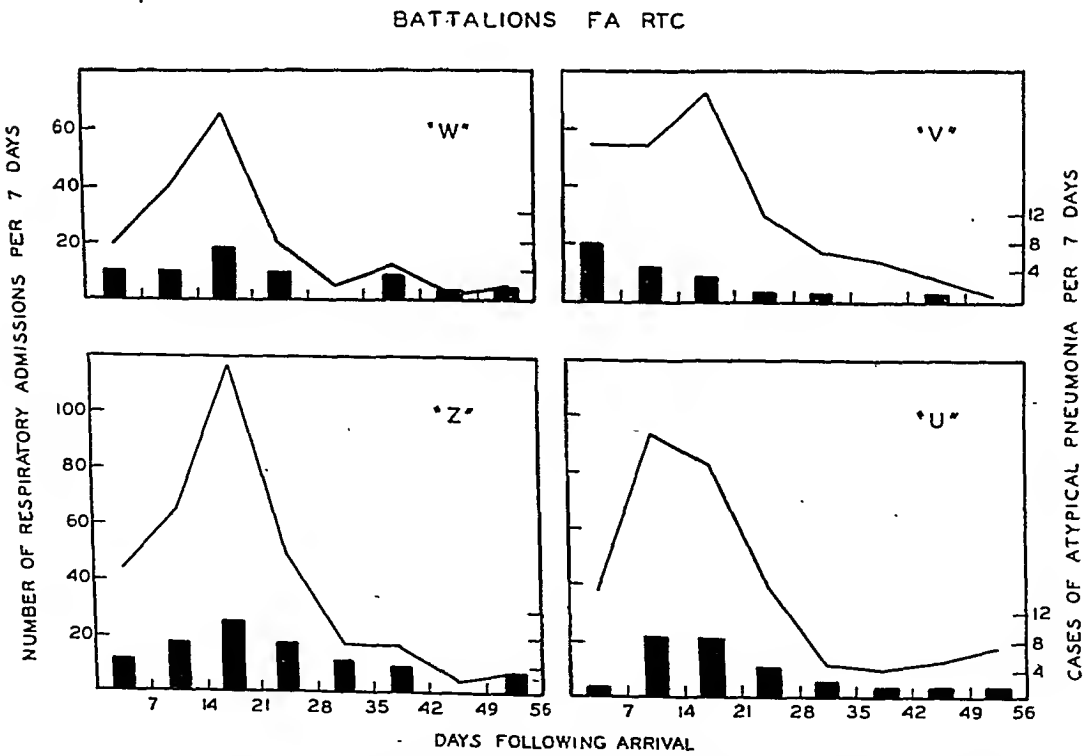 BATTALIONS FA RTC
NUMBER OF RESPIRATORY ADMISSIONS PER 7 DAYS
60
40
20
"W"
"V"
12
8
4
100
80
60
40
20
"Z"
"U"
12
8
4
7 14 21 28 35 42 49 56
7 14 21 28 35 42 49 56
DAYS FOLLOWING ARRIVAL
CASES OF ATYPICAL PNEUMONIA PER 7 DAYS